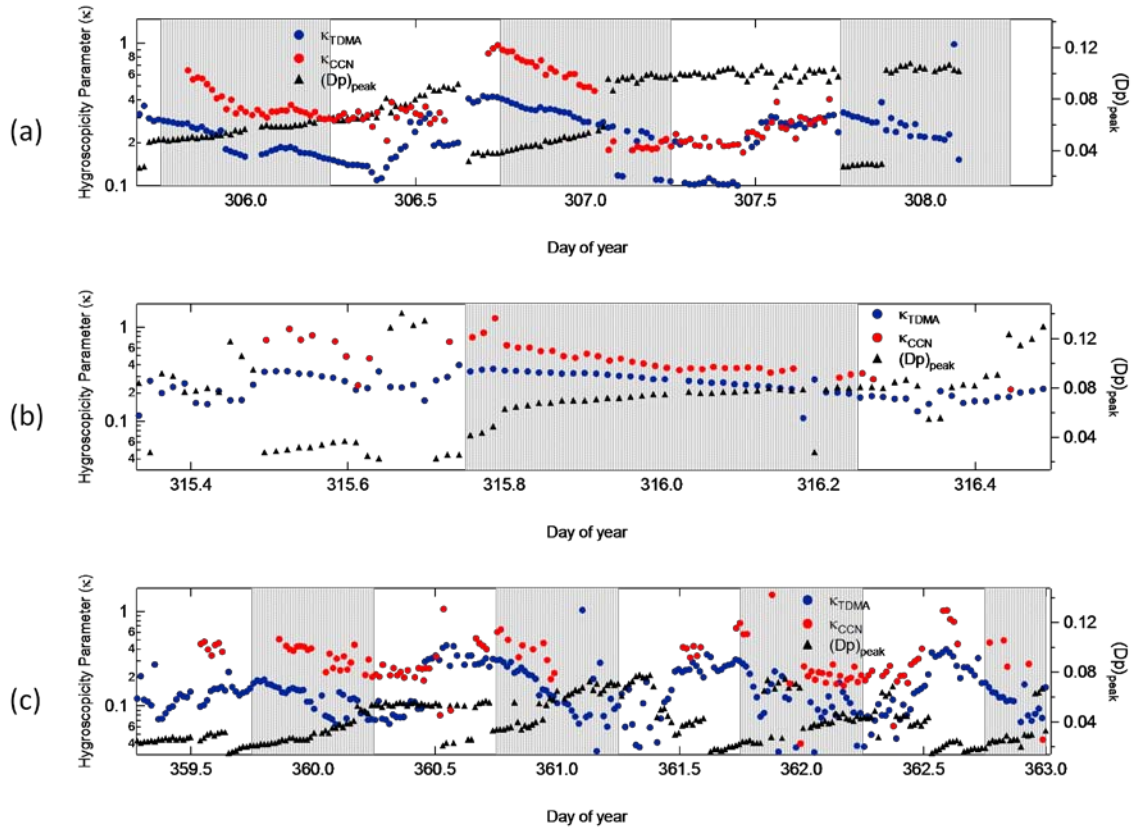 (a)
Hygroscopicity Parameter (κ)
1
8
6
4
2
0.1
κTDMA
κCCN
(Dp)peak
0.12
0.08
0.04
(Dp)peak
306.0 306.5 307.0 307.5 308.0
Day of year
(b)
Hygroscopicity Parameter (κ)
1
6
4
2
0.1
6
4
κTDMA
κCCN
(Dp)peak
0.12
0.08
0.04
(Dp)peak
315.4 315.6 315.8 316.0 316.2 316.4
Day of year
(c)
Hygroscopicity Parameter (κ)
1
6
4
2
0.1
6
4
κTDMA
κCCN
(Dp)peak
0.12
0.08
0.04
(Dp)peak
359.5 360.0 360.5 361.0 361.5 362.0 362.5 363.0
Day of year